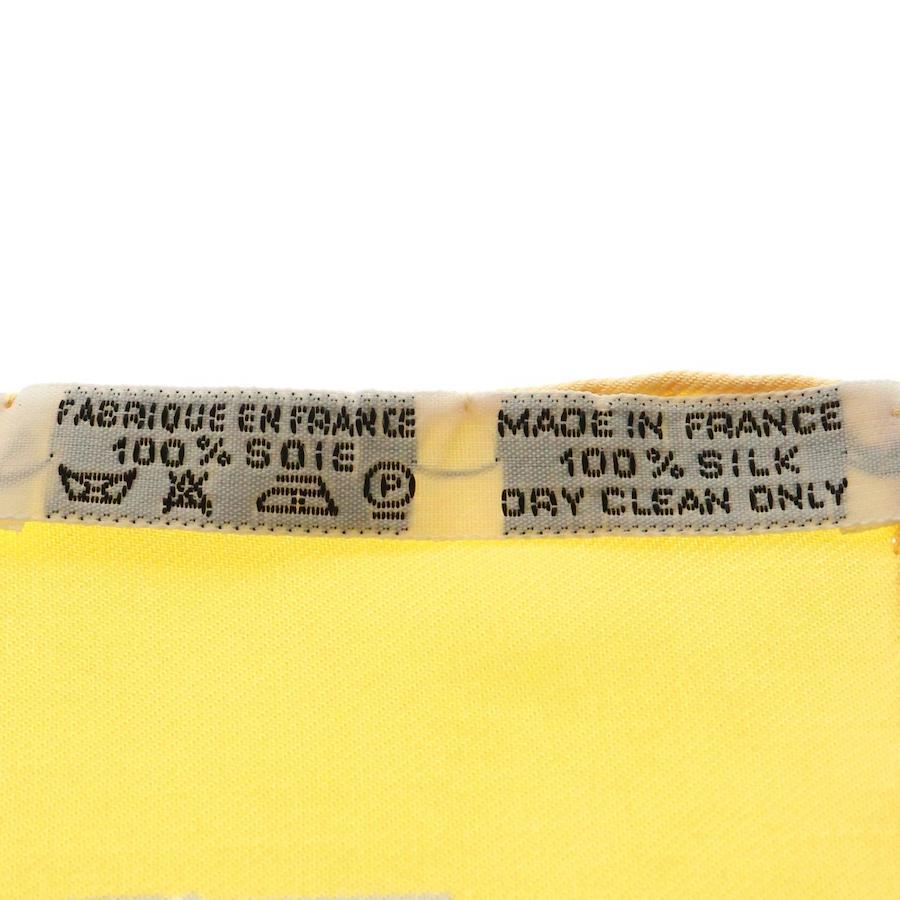 FABRIQUE EN FRANCE
100% SOIE
P
MADE IN FRANCE
100% SILK
DRY CLEAN ONLY